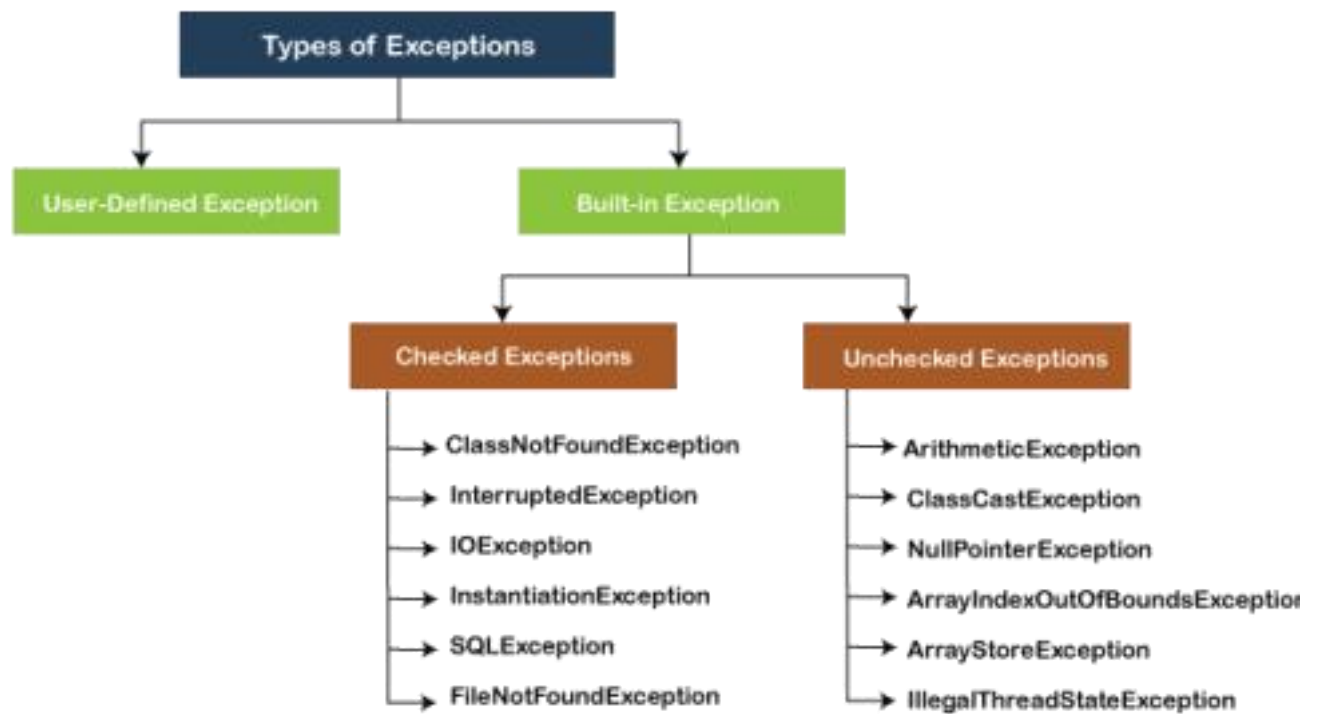 Types of Exceptions
User-Defined Exception
Built-in Exception
Checked Exceptions
Unchecked Exceptions
ClassNotFoundException
InterruptedException
IOException
InstantiationException
SQLException
FileNotFoundException
ArithmeticException
ClassCastException
NullPointerException
ArrayIndexOutOfBoundsException
ArrayStoreException
IllegalThreadStateException